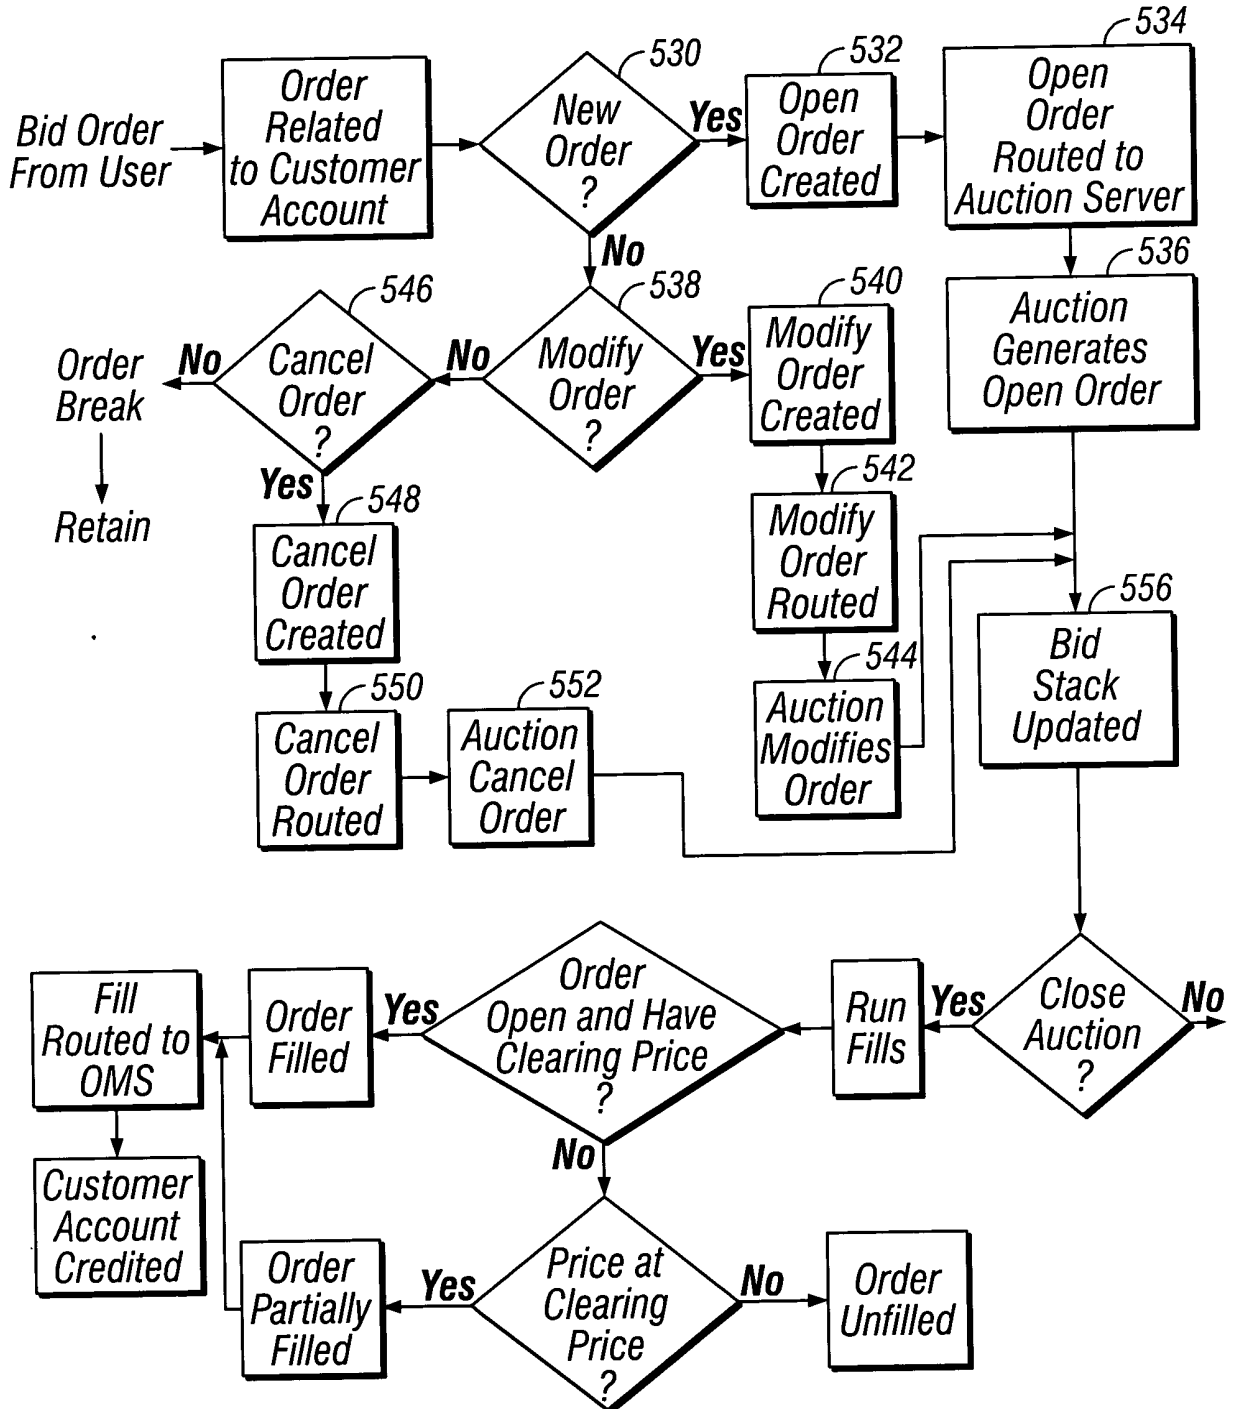 Bid Order
From User
Order
Related
to Customer
Account
530
New
Order
?
Yes
532
Open
Order
Created
534
Open
Order
Routed to
Auction Server
No
536
Auction
Generates
Open Order
538
Modify
Order
?
Yes
540
Modify
Order
Created
No
546
Cancel
Order
?
No
Order
Break
Retain
Yes
542
Modify
Order
Routed
548
Cancel
Order
Created
544
Auction
Modifies
Order
550
Cancel
Order
Routed
552
Auction
Cancel
Order
556
Bid
Stack
Updated
Close
Auction
?
No
Yes
Run
Fills
Order
Open and Have
Clearing Price
?
Yes
Order
Filled
Fill
Routed to
OMS
Customer
Account
Credited
No
Price at
Clearing
Price
?
Yes
Order
Partially
Filled
No
Order
Unfilled